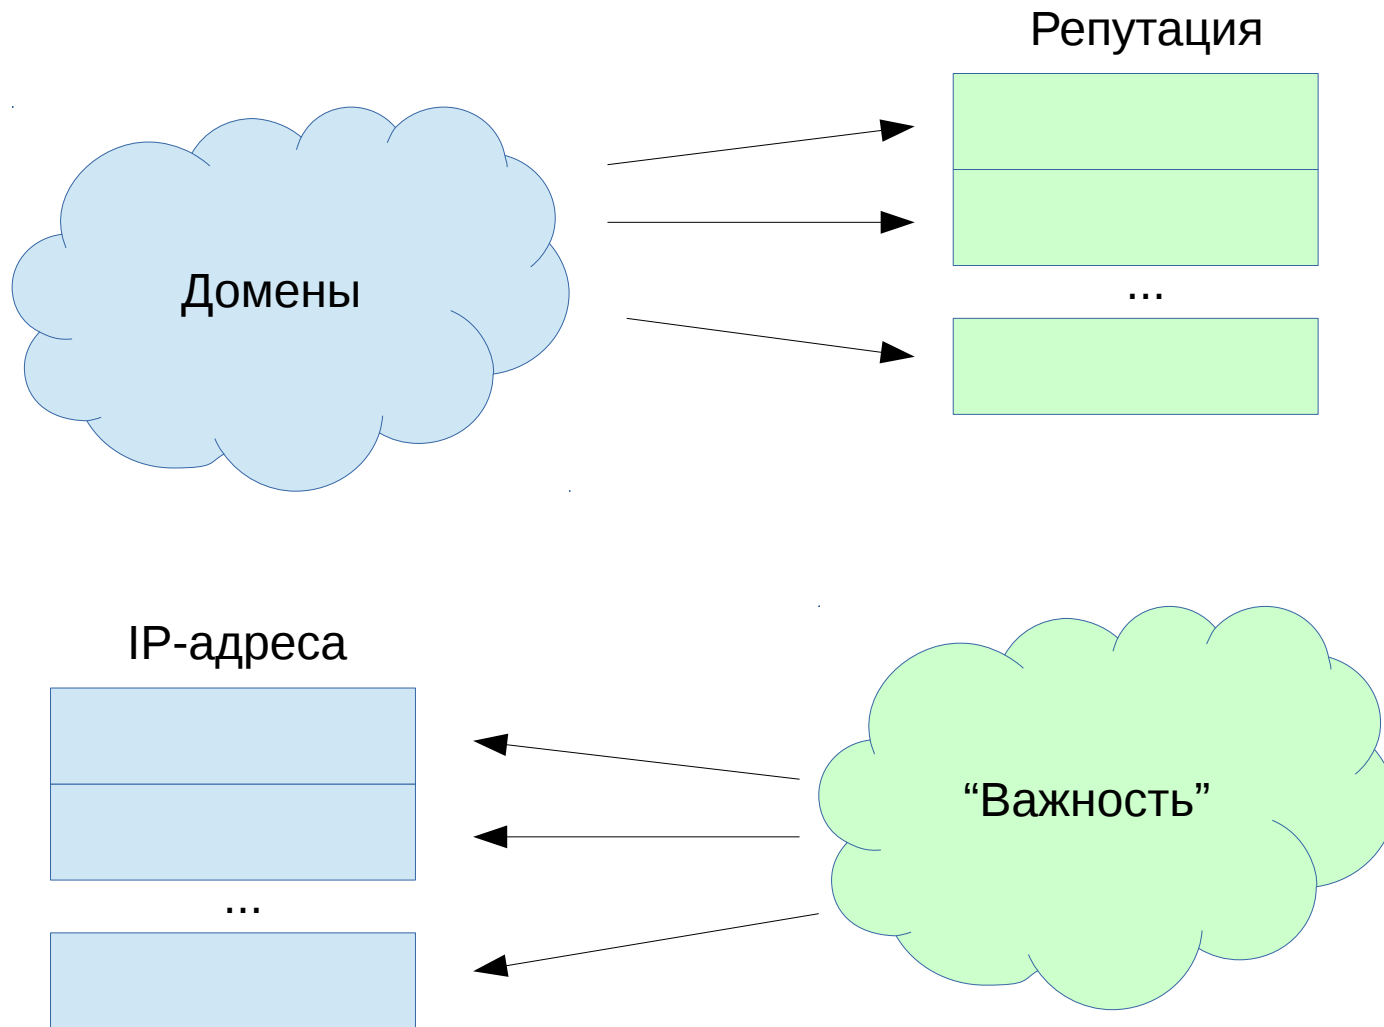 Репутация
Домены
...
IP-адреса
“Важность”
...